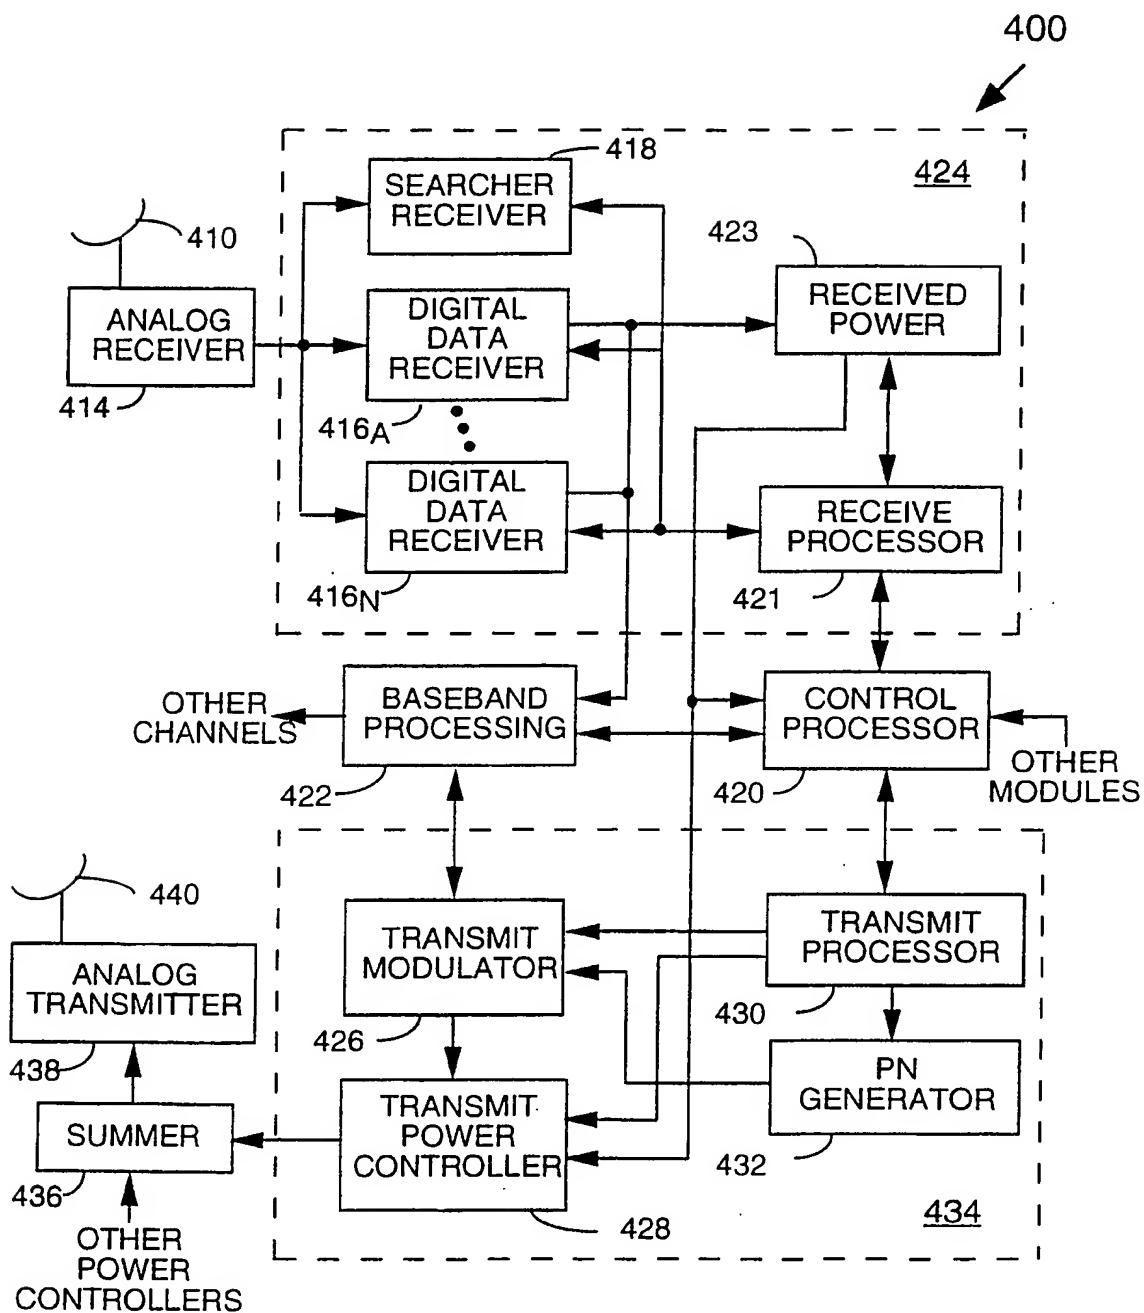 400
418
424
SEARCHER
RECEIVER
410
423
ANALOG
RECEIVER
414
DIGITAL
DATA
RECEIVER
RECEIVED
POWER
416A
DIGITAL
DATA
RECEIVER
RECEIVE
PROCESSOR
416N
421
OTHER
CHANNELS
BASEBAND
PROCESSING
CONTROL
PROCESSOR
422
420
OTHER
MODULES
440
ANALOG
TRANSMITTER
438
TRANSMIT
MODULATOR
TRANSMIT
PROCESSOR
426
430
SUMMER
436
TRANSMIT
POWER
CONTROLLER
PN
GENERATOR
432
428
434
OTHER
POWER
CONTROLLERS